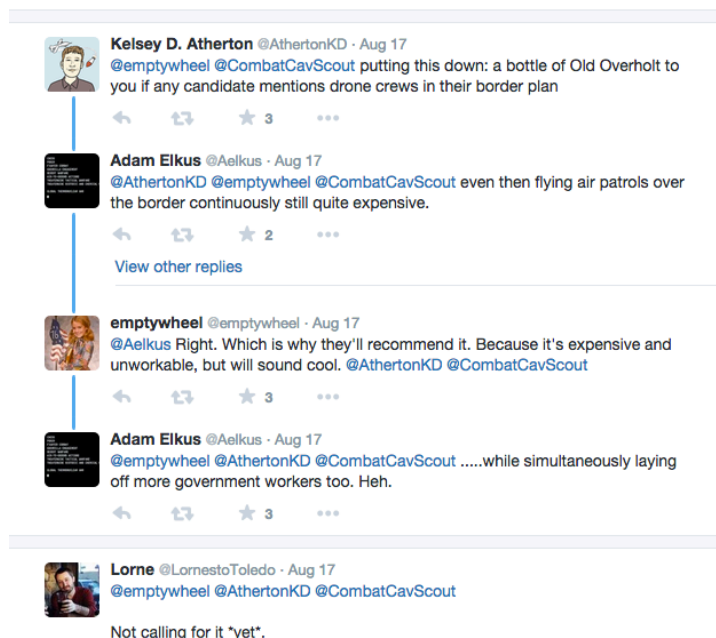 Kelsey D. Atherton @AthertonKD · Aug 17
@emptywheel @CombatCavScout putting this down: a bottle of Old Overholt to
you if any candidate mentions drone crews in their border plan
3
Adam Elkus @Aelkus · Aug 17
@AthertonKD @emptywheel @CombatCavScout even then flying air patrols over
the border continuously still quite expensive.
2
View other replies
emptywheel @emptywheel · Aug 17
@Aelkus Right. Which is why they'll recommend it. Because it's expensive and
unworkable, but will sound cool. @AthertonKD @CombatCavScout
3
Adam Elkus @Aelkus · Aug 17
@emptywheel @AthertonKD @CombatCavScout .....while simultaneously laying
off more government workers too. Heh.
3
Lorne @LornestoToledo · Aug 17
@emptywheel @AthertonKD @CombatCavScout
Not calling for it *yet*.